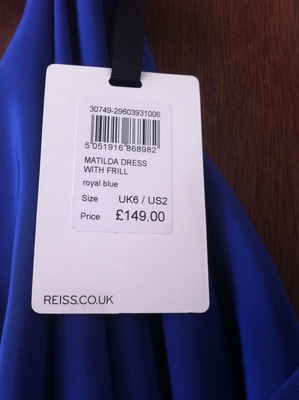 30749-29603931006
5 051916 868982
MATILDA DRESS
WITH FRILL
royal blue
Size UK6 / US2
Price £149.00
REISS.CO.UK